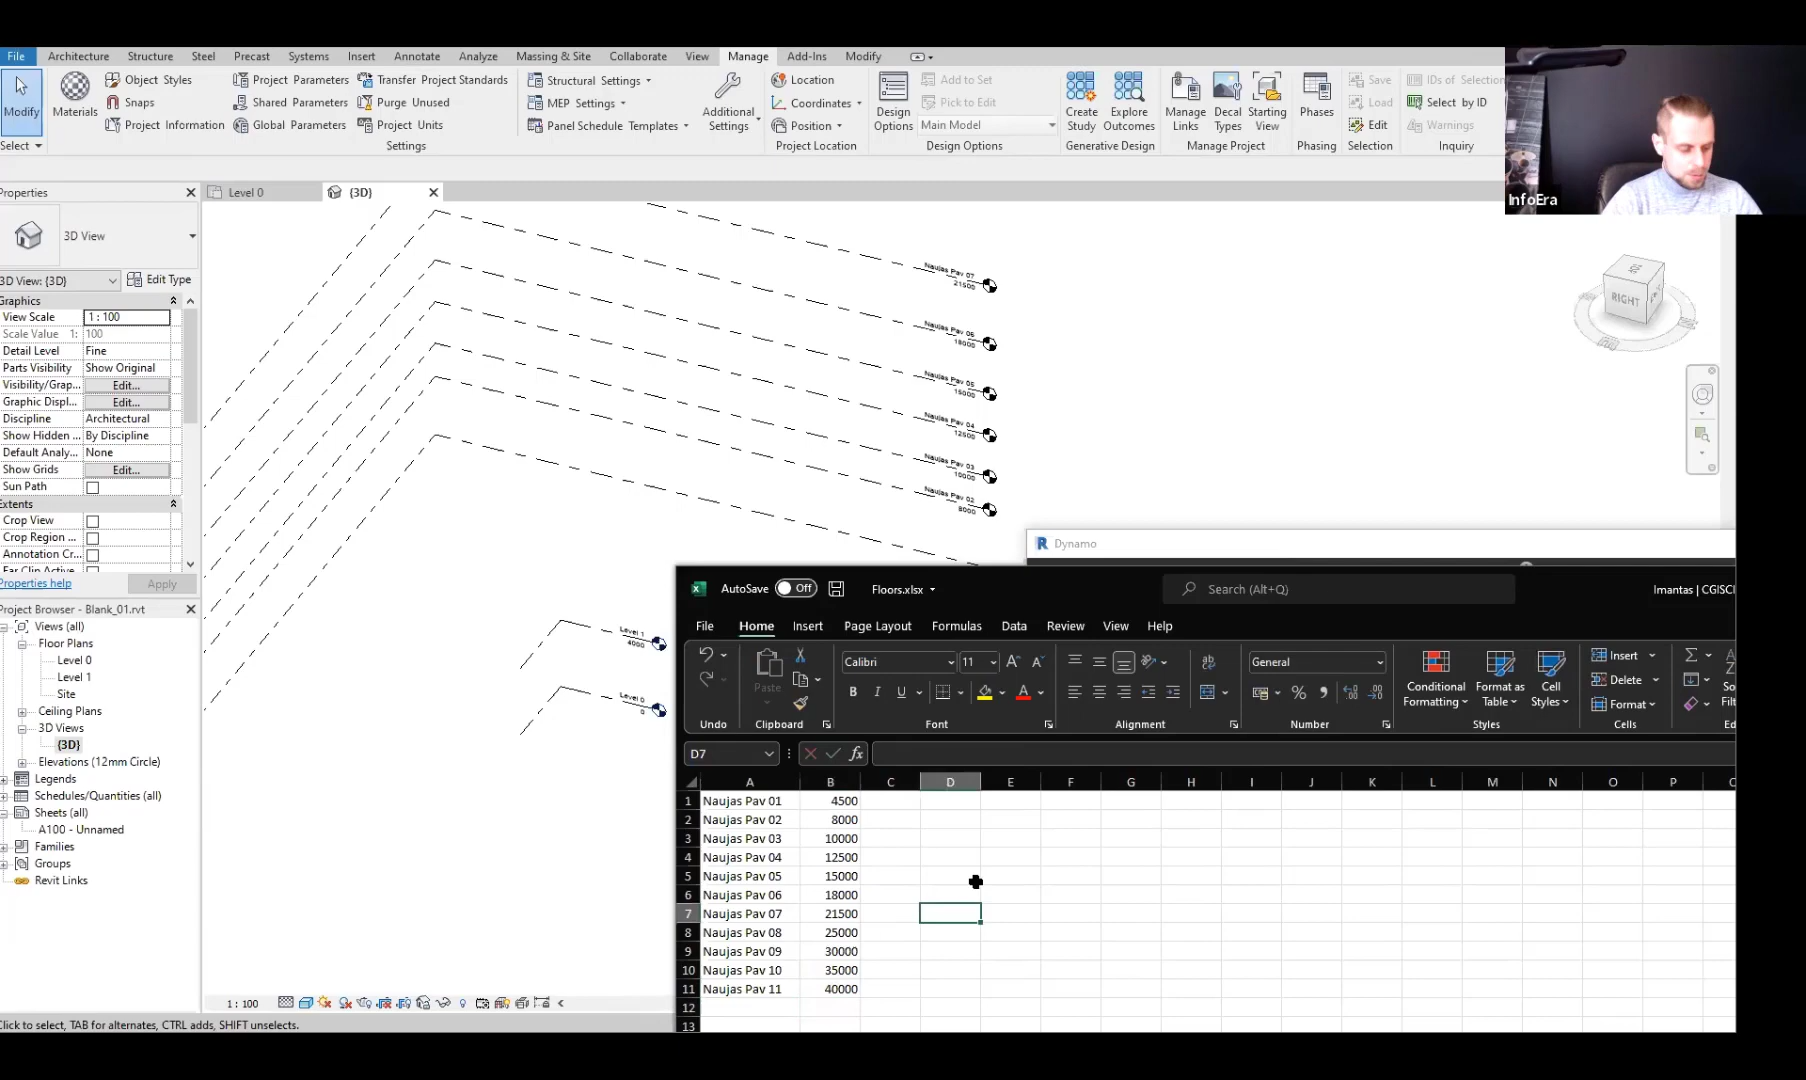 File Architecture Structure Steel Precast Systems Insert Annotate Analyze Massing & Site Collaborate View Manage Add-Ins Modify
Modify
Select
Materials
Object Styles
Snaps
Project Information
Project Parameters
Shared Parameters
Global Parameters
Transfer Project Standards
Purge Unused
Project Units
Settings
Structural Settings
MEP Settings
Panel Schedule Templates
Additional Settings
Location
Coordinates
Position
Project Location
Design Options
Add to Set
Pick to Edit
Main Model
Design Options
Create Study
Explore Outcomes
Generative Design
Manage Links
Decal Types
Starting View
Manage Project
Phases
Phasing
Save
Load
Edit
Selection
IDs of Selection
Select by ID
Warnings
Inquiry
InfoEra
Properties
Level 0
{3D}
3D View
3D View: {3D}
Edit Type
Graphics
View Scale 1 : 100
Scale Value 1: 100
Detail Level Fine
Parts Visibility Show Original
Visibility/Grap... Edit...
Graphic Displ... Edit...
Discipline Architectural
Show Hidden ... By Discipline
Default Analy... None
Show Grids Edit...
Sun Path
Extents
Crop View
Crop Region ...
Annotation Cr...
Far Clip Active
Properties help
Apply
Project Browser - Blank_01.rvt
Views (all)
Floor Plans
Level 0
Level 1
Site
Ceiling Plans
3D Views
{3D}
Elevations (12mm Circle)
Legends
Schedules/Quantities (all)
Sheets (all)
A100 - Unnamed
Families
Groups
Revit Links
Naujas Pav 07
21500
Naujas Pav 06
18000
Naujas Pav 05
15000
Naujas Pav 04
12500
Naujas Pav 03
10000
Naujas Pav 02
8000
Level 1
4000
Level 0
0
RIGHT
1 : 100
Click to select, TAB for alternates, CTRL adds, SHIFT unselects.
Dynamo
AutoSave Off Floors.xlsx Search (Alt+Q) Imantas | CGISCI
File Home Insert Page Layout Formulas Data Review View Help
Undo
Paste
Clipboard
Calibri 11
B I U
Font
Alignment
General
Number
Conditional Formatting
Format as Table
Cell Styles
Styles
Insert
Delete
Format
Cells
D7
fx
A B C D E F G H I J K L M N O P
1 Naujas Pav 01 4500
2 Naujas Pav 02 8000
3 Naujas Pav 03 10000
4 Naujas Pav 04 12500
5 Naujas Pav 05 15000
6 Naujas Pav 06 18000
7 Naujas Pav 07 21500
8 Naujas Pav 08 25000
9 Naujas Pav 09 30000
10 Naujas Pav 10 35000
11 Naujas Pav 11 40000
12
13